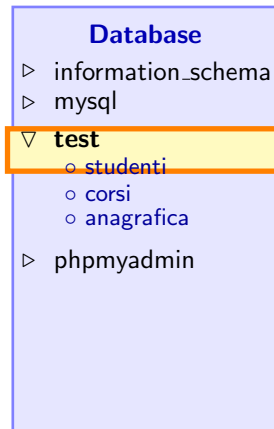 Database
▷ information_schema
▷ mysql
▽ test
○ studenti
○ corsi
○ anagrafica
▷ phpmyadmin